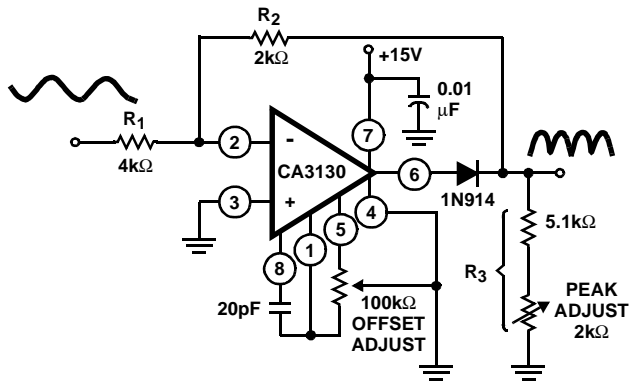 R2
2kΩ
+15V
0.01
μF
R1
4kΩ
2
-
7
CA3130
6
1N914
3
+
4
5
1
8
5.1kΩ
R3
20pF
100kΩ
OFFSET
ADJUST
PEAK
ADJUST
2kΩ